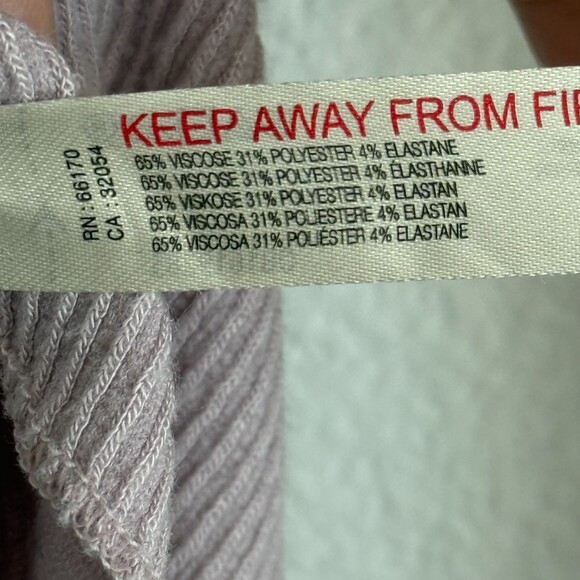 KEEP AWAY FROM
65% VISCOSE 31% POLYESTER 4% ELASTANE
65% VISCOSE 31% POLYESTER 4% ÉLASTHANNE
65% VISKOSE 31% POLYESTER 4% ELASTAN
65% VISCOSA 31% POLIESTERE 4% ELASTAN
65% VISCOSA 31% POLIÉSTER 4% ELASTANE
RN : 66170
CA : 32054